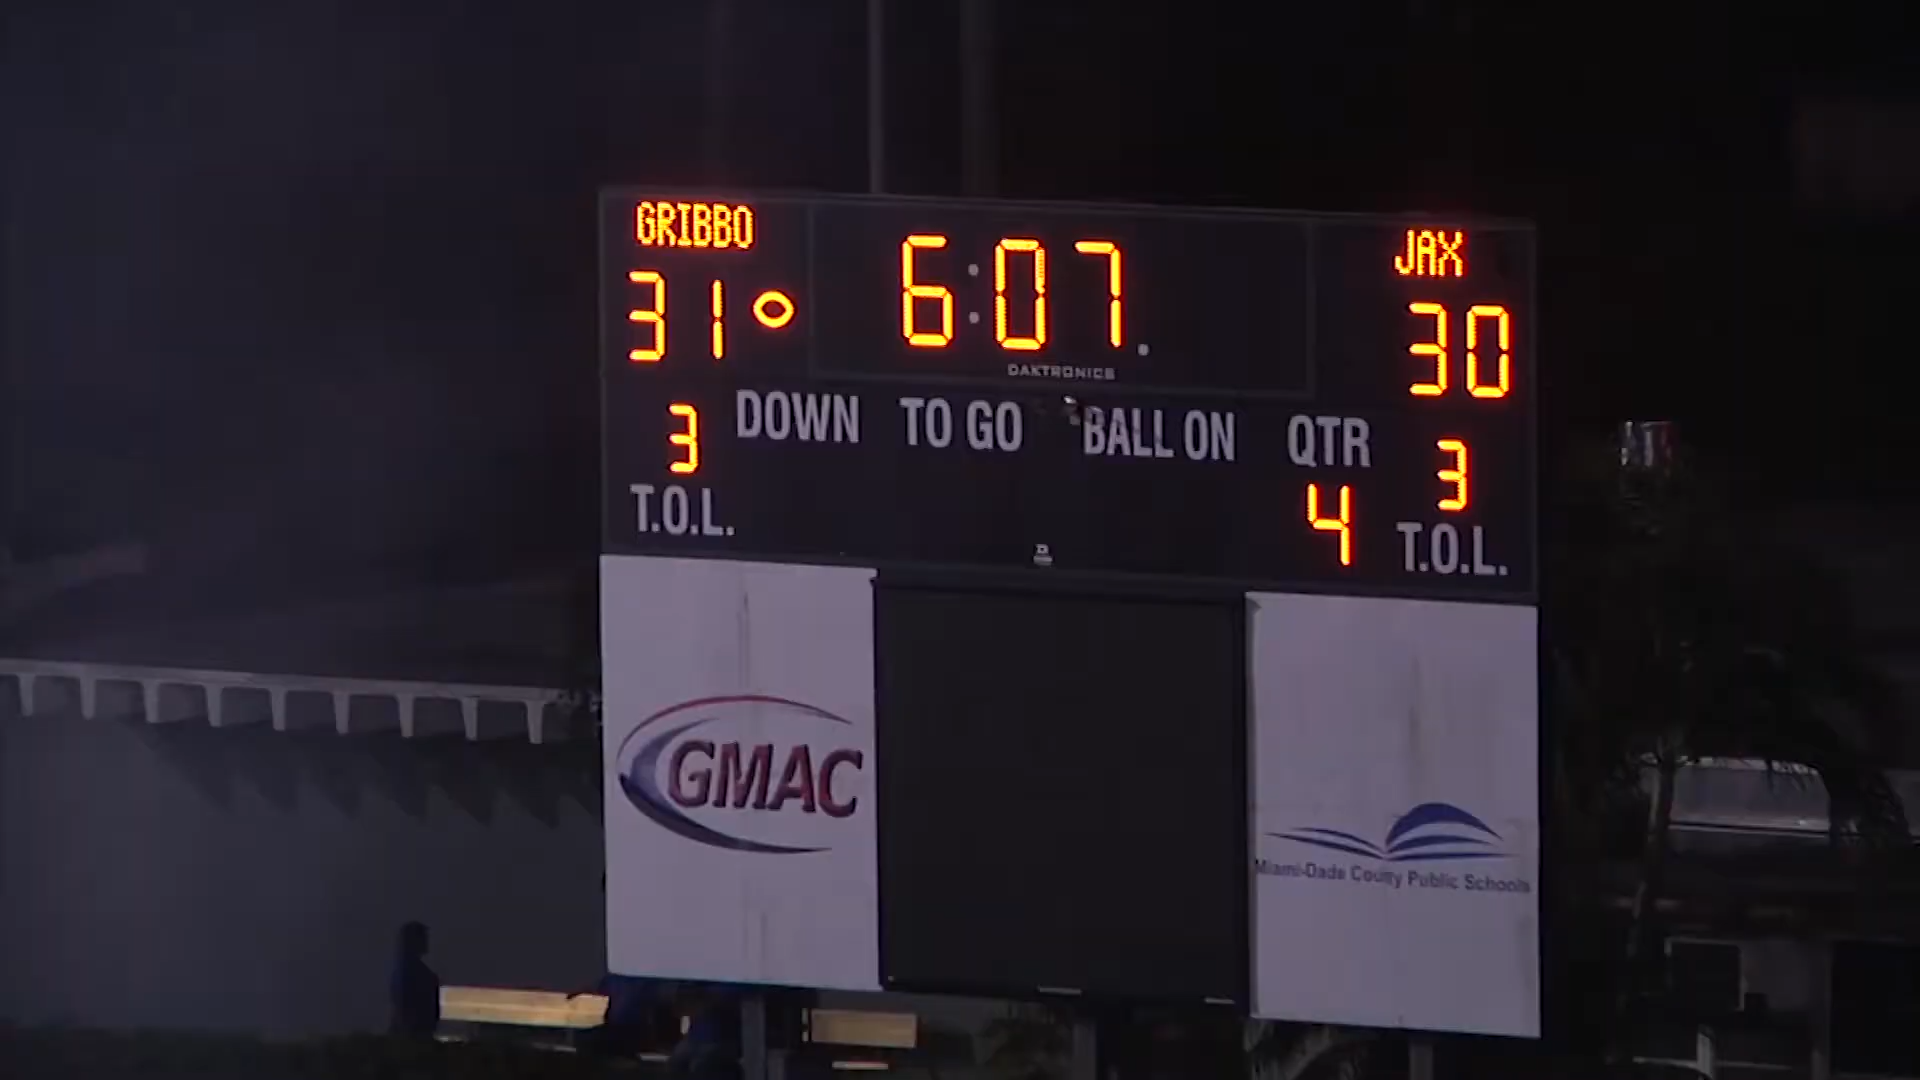 GRIBBO
JAX
31
6:07
30
DAKTRONICS
3
DOWN
TO GO
BALL ON
QTR
3
T.O.L.
4
T.O.L.
GMAC
Miami-Dade County Public Schools